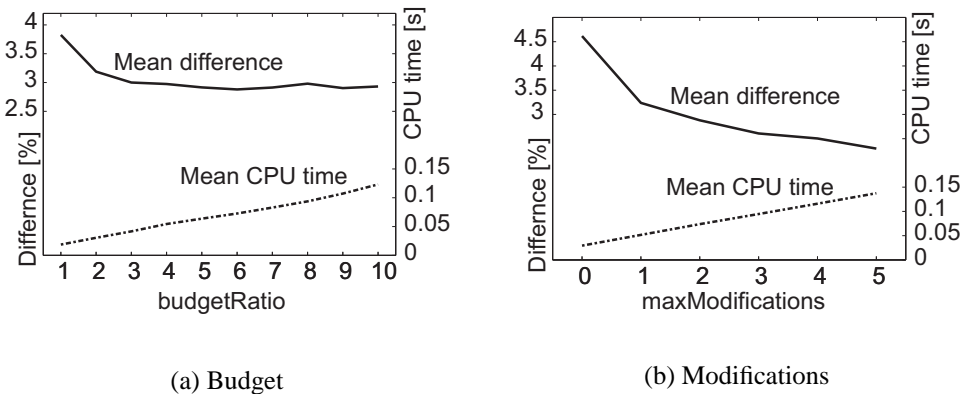 4
3.5
3
2.5
Differnce [%]
Mean difference
Mean CPU time
CPU time [s]
0.15
0.1
0.05
0
1 2 3 4 5 6 7 8 9 10
budgetRatio
(a) Budget
4.5
4
3.5
3
Differnce [%]
Mean difference
Mean CPU time
CPU time [s]
0.15
0.1
0.05
0
0 1 2 3 4 5
maxModifications
(b) Modifications